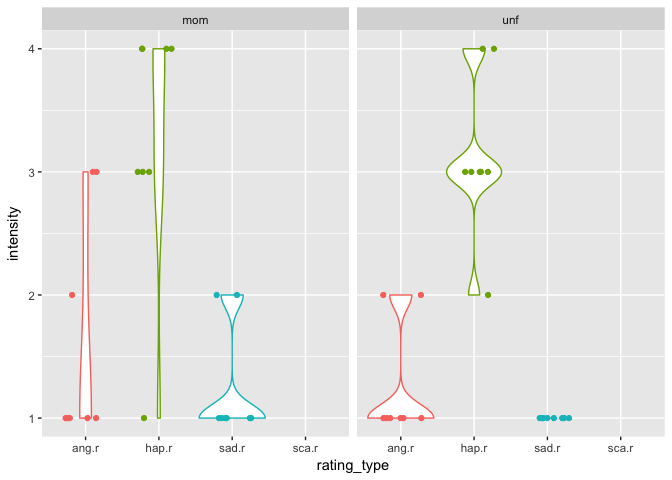 mom unf
intensity
4
3
2
1
ang.r hap.r sad.r sca.r ang.r hap.r sad.r sca.r
rating_type